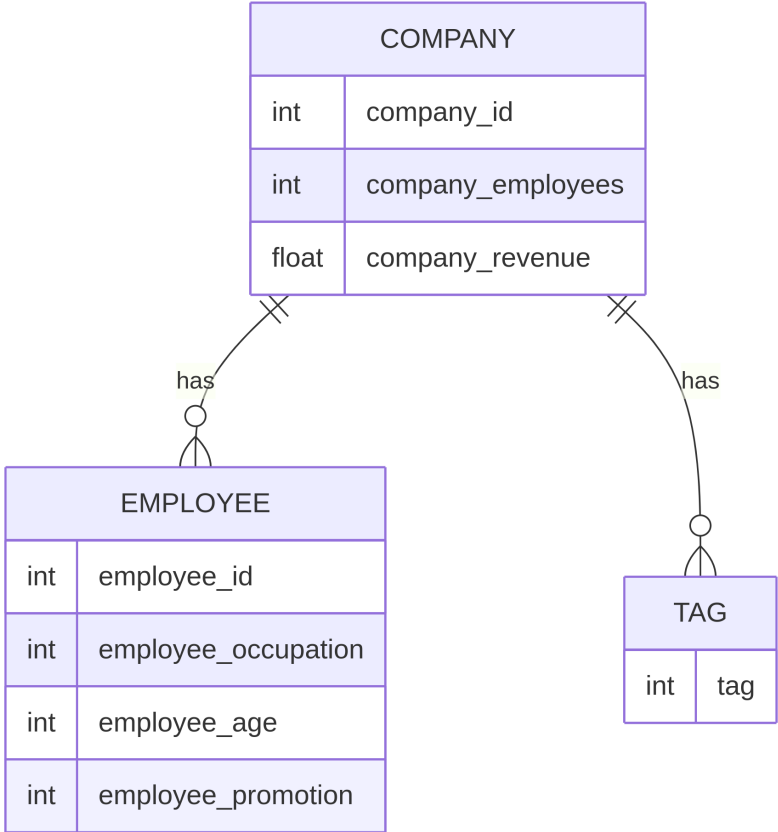 COMPANY
int company_id
int company_employees
float company_revenue
has
has
EMPLOYEE
int employee_id
int employee_occupation
int employee_age
int employee_promotion
TAG
int tag